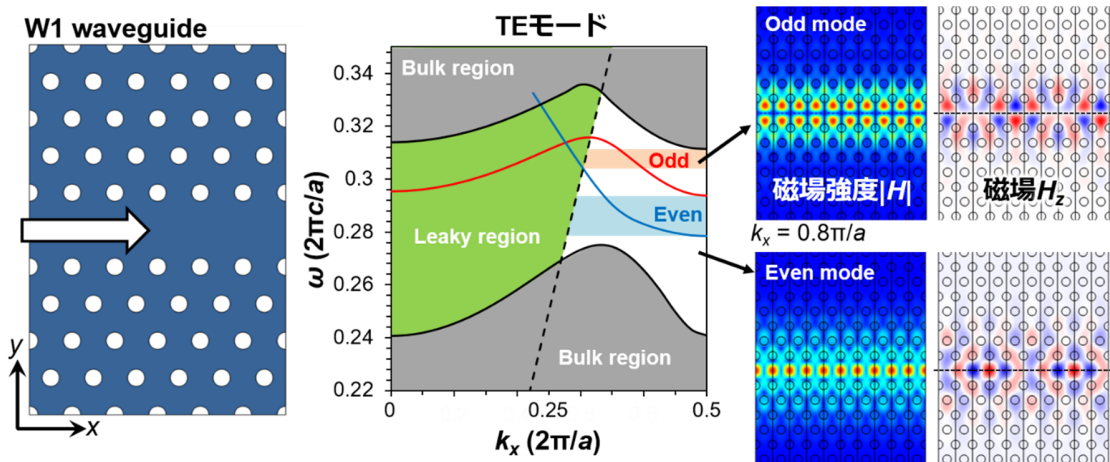 W1 waveguide
y
x
TEモード
ω (2πc/a)
0.34
0.32
0.3
0.28
0.26
0.24
0.22
0
0.25
0.5
kx (2π/a)
Bulk region
Leaky region
Odd
Even
Bulk region
Odd mode
磁場強度|H|
磁場Hz
kx = 0.8π/a
Even mode